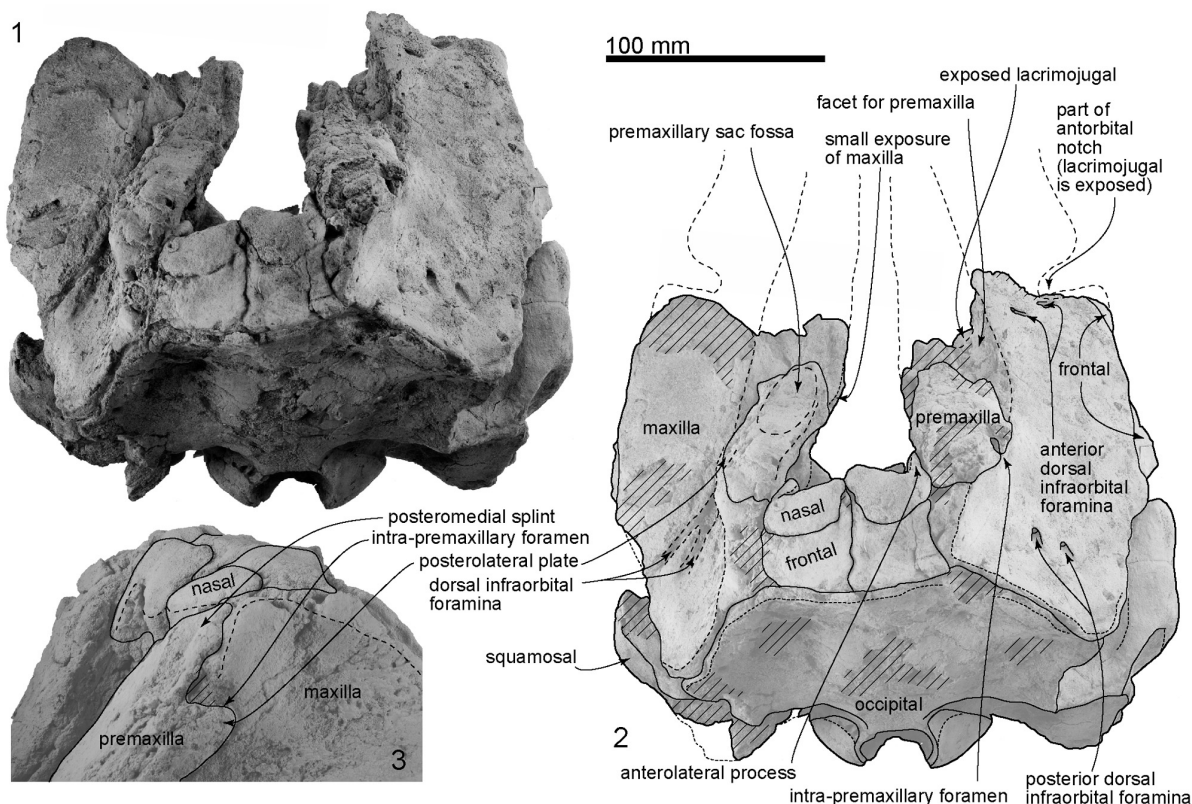 1
100 mm
exposed lacrimojugal
facet for premaxilla
premaxillary sac fossa
small exposure
of maxilla
part of
antorbital
notch
(lacrimojugal
is exposed)
maxilla
premaxilla
frontal
anterior
dorsal
infraorbital
foramina
nasal
frontal
posteromedial splint
intra-premaxillary foramen
posterolateral plate
dorsal infraorbital
foramina
nasal
squamosal
maxilla
premaxilla
3
occipital
2
anterolateral process
intra-premaxillary foramen
posterior dorsal
infraorbital foramina